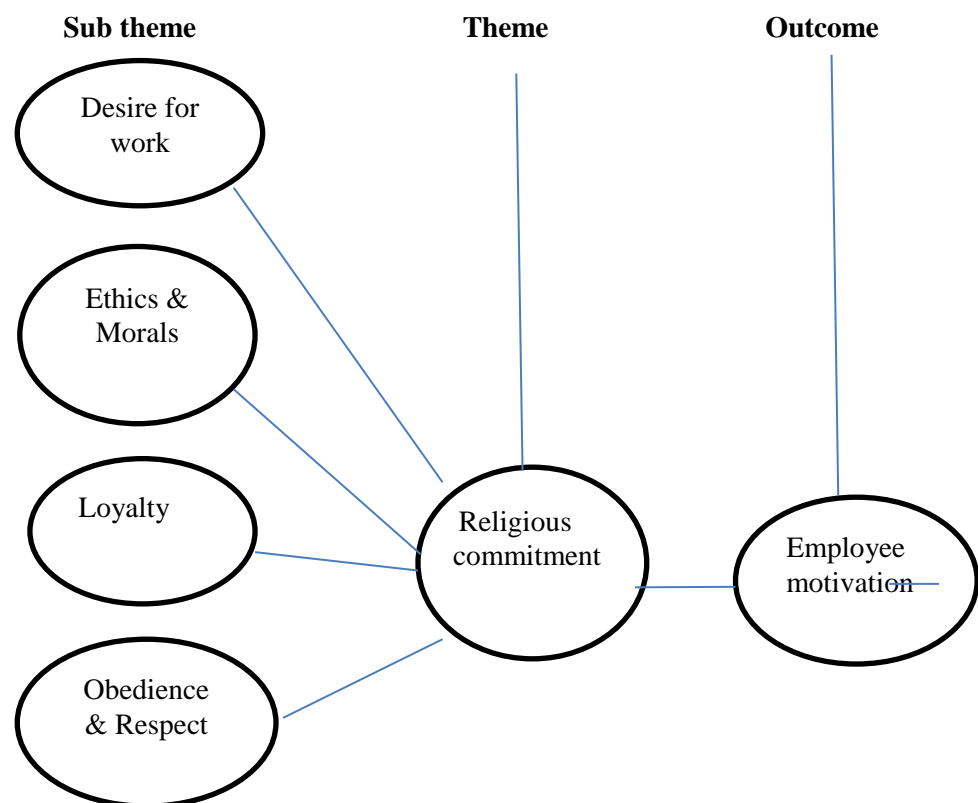 Sub theme
Theme
Outcome
Desire for
work
Ethics &
Morals
Loyalty
Religious
commitment
Employee
motivation
Obedience
& Respect